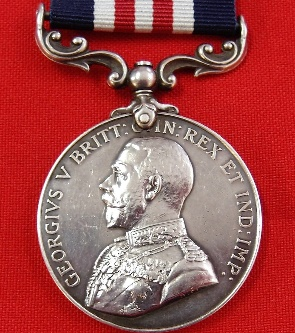 GEORGIVS V BRITT: OMN: REX ET IND: IMP: